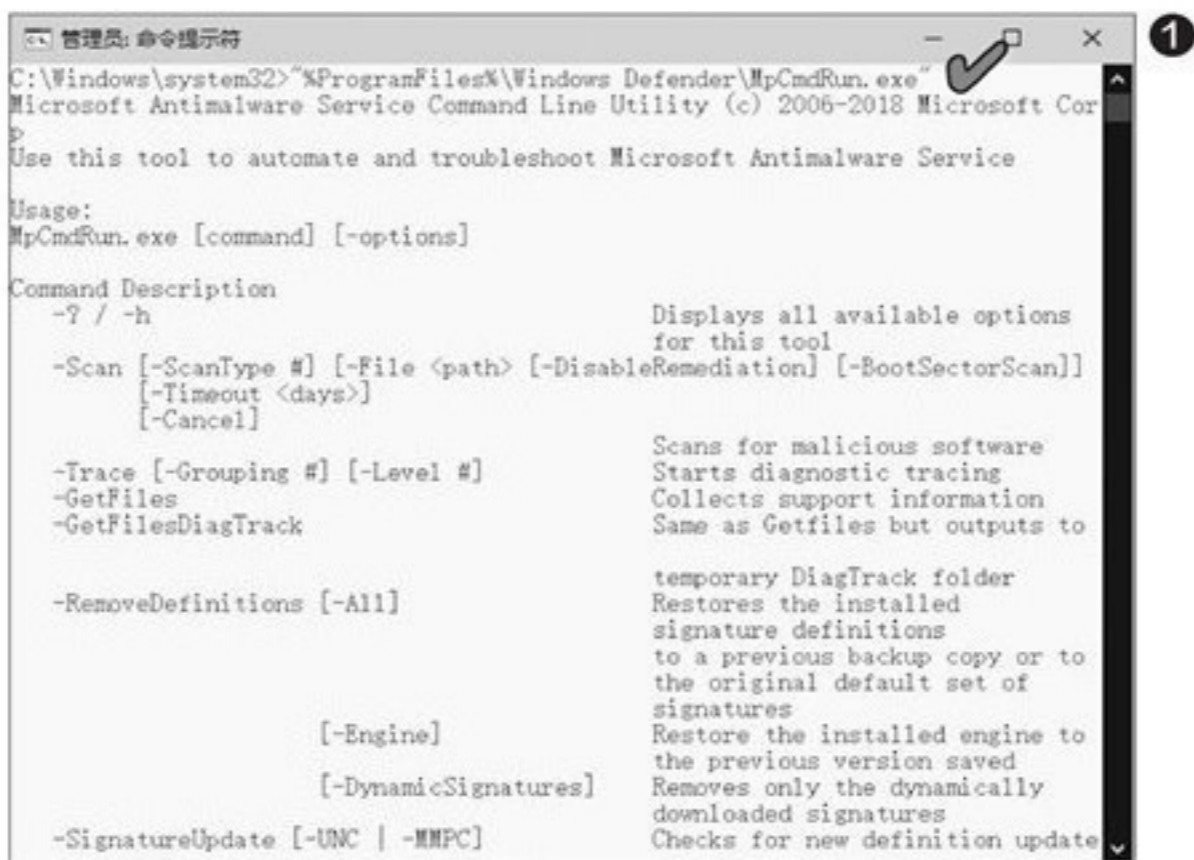 管理员: 命令提示符
❶
C:\Windows\system32>"%ProgramFiles%\Windows Defender\MpCmdRun.exe"
Microsoft Antimalware Service Command Line Utility (c) 2006-2018 Microsoft Cor
p
Use this tool to automate and troubleshoot Microsoft Antimalware Service
Usage:
MpCmdRun.exe [command] [-options]
Command Description
-? / -h Displays all available options
for this tool
-Scan [-ScanType #] [-File <path> [-DisableRemediation] [-BootSectorScan]]
[-Timeout <days>]
[-Cancel]
Scans for malicious software
-Trace [-Grouping #] [-Level #] Starts diagnostic tracing
-GetFiles Collects support information
-GetFilesDiagTrack Same as Getfiles but outputs to
temporary DiagTrack folder
-RemoveDefinitions [-All] Restores the installed
signature definitions
to a previous backup copy or to
the original default set of
signatures
[-Engine] Restore the installed engine to
the previous version saved
[-DynamicSignatures] Removes only the dynamically
downloaded signatures
-SignatureUpdate [-UNC | -MMPC] Checks for new definition update